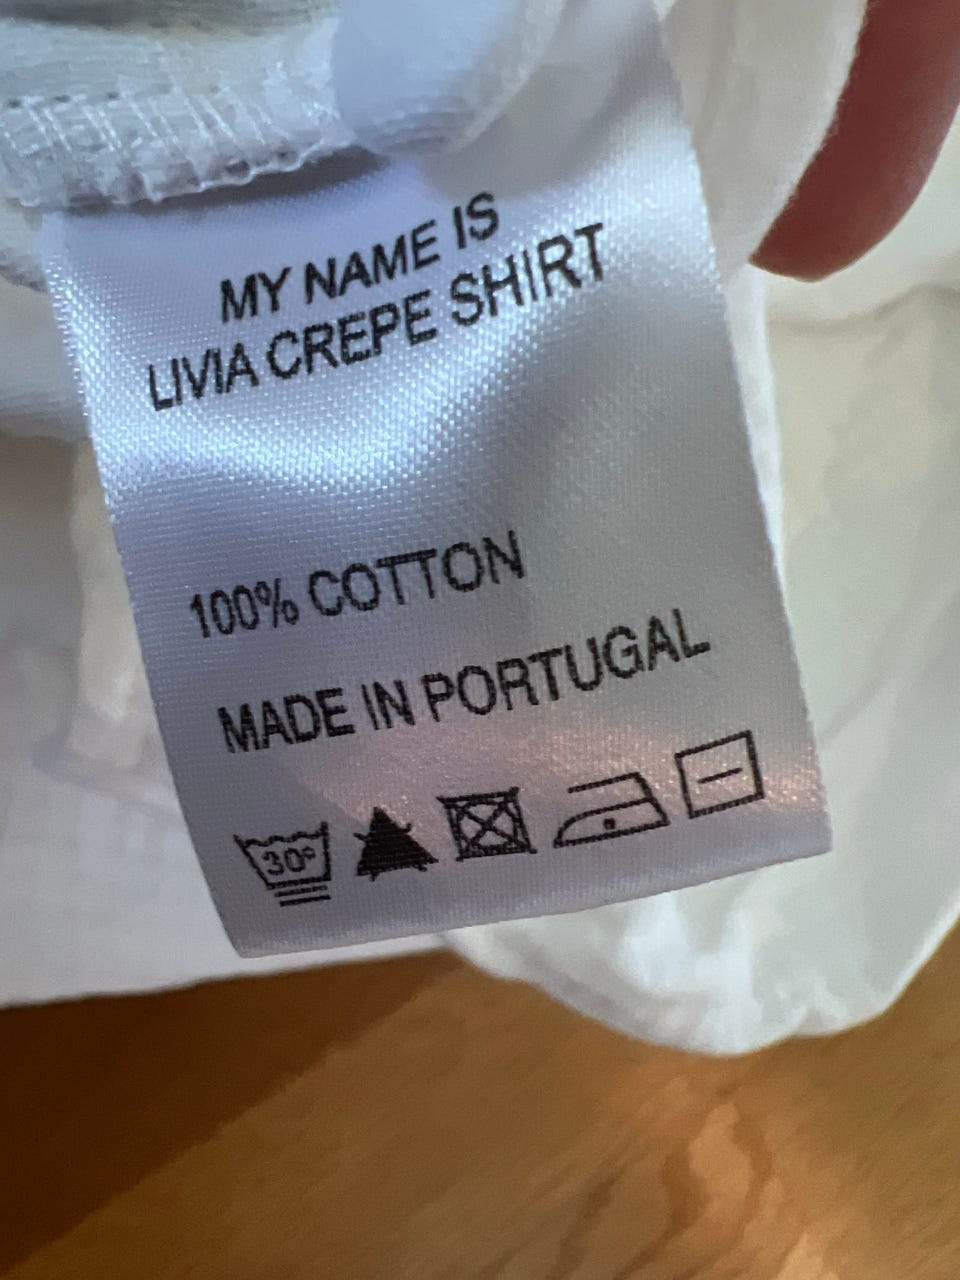 MY NAME IS
LIVIA CREPE SHIRT
100% COTTON
MADE IN PORTUGAL
30°